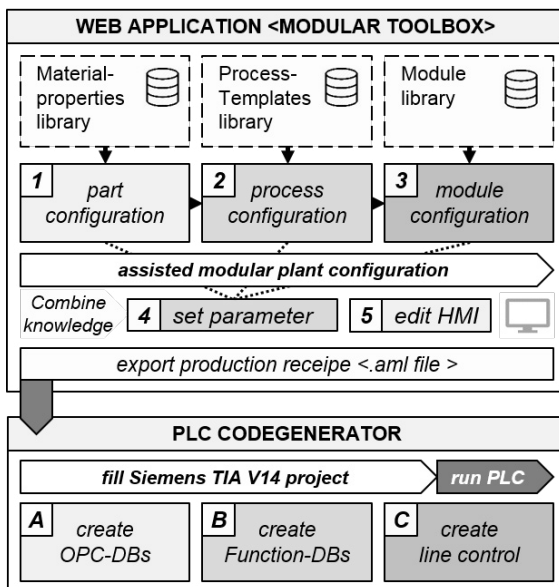 WEB APPLICATION <MODULAR TOOLBOX>
Material-
properties
library
Process-
Templates
library
Module
library
1
part
configuration
2
process
configuration
3
module
configuration
assisted modular plant configuration
Combine
knowledge
4 set parameter
5 edit HMI
export production receipe <.aml file >
PLC CODEGENERATOR
fill Siemens TIA V14 project
run PLC
A
create
OPC-DBs
B
create
Function-DBs
C
create
line control